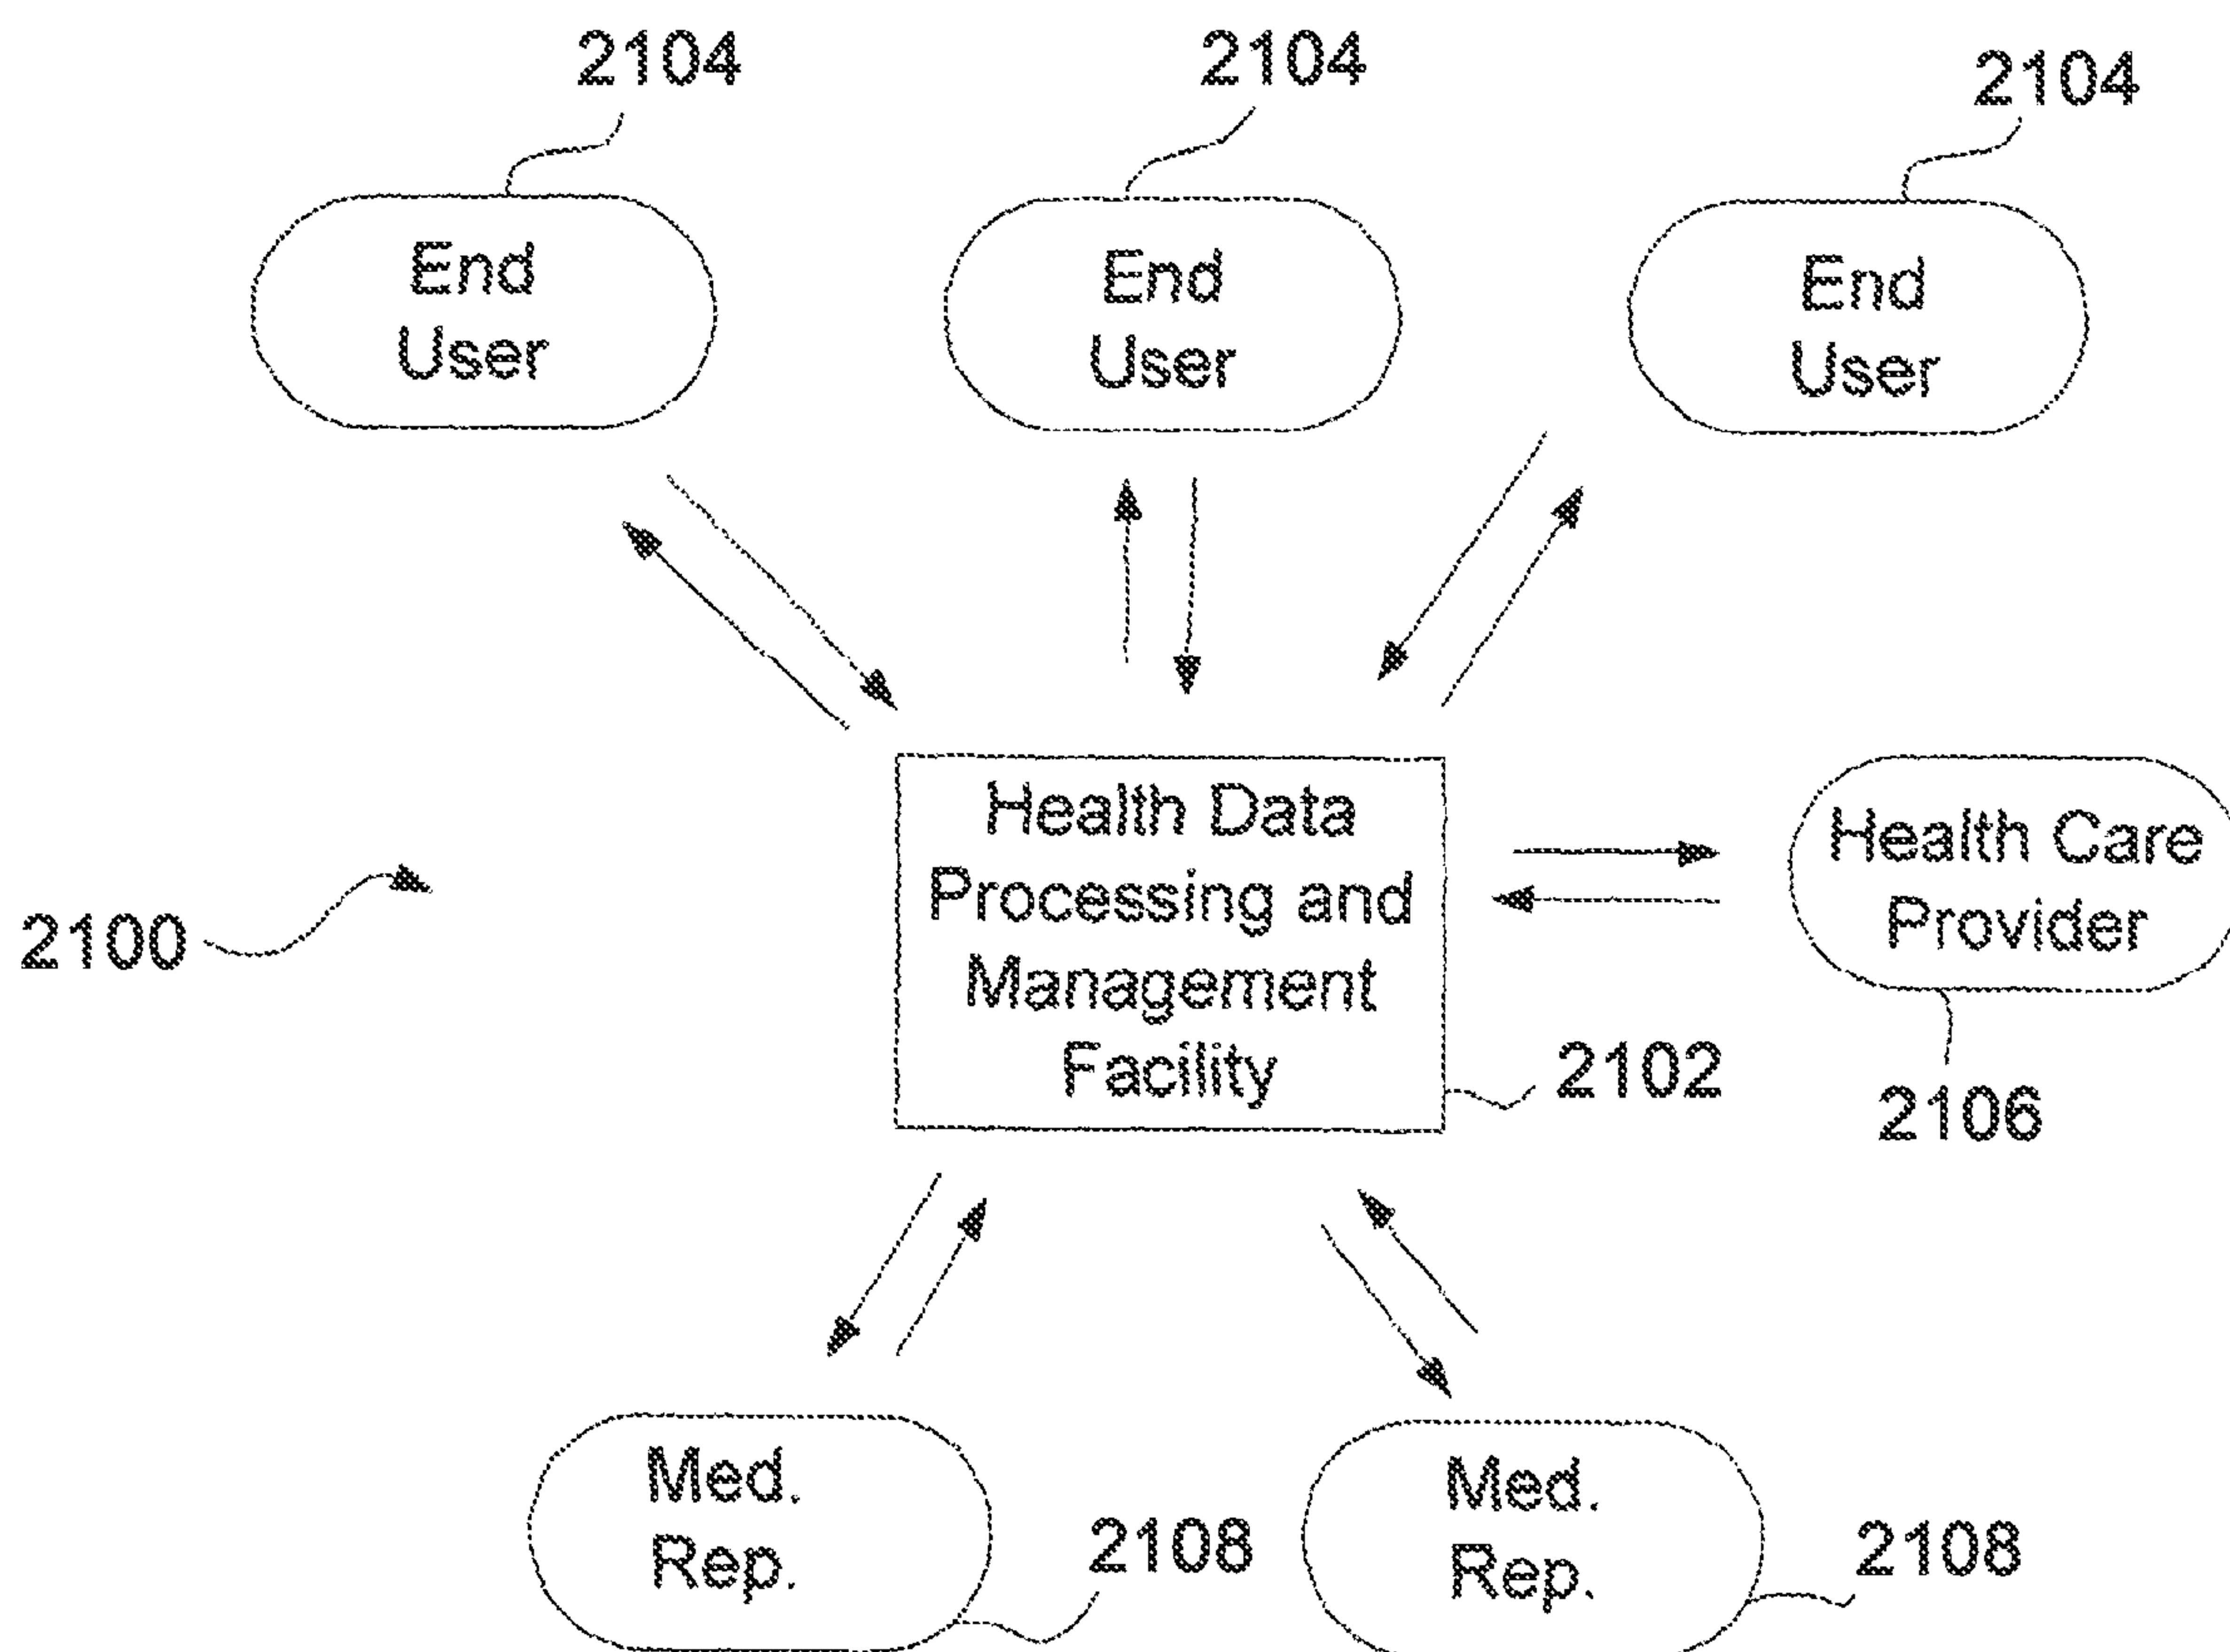 2104
2104
2104
End
User
End
User
End
User
Health Data
Processing and
Management
Facility
Health Care
Provider
2100
2102
2106
Med.
Rep.
2108
Med.
Rep.
2108